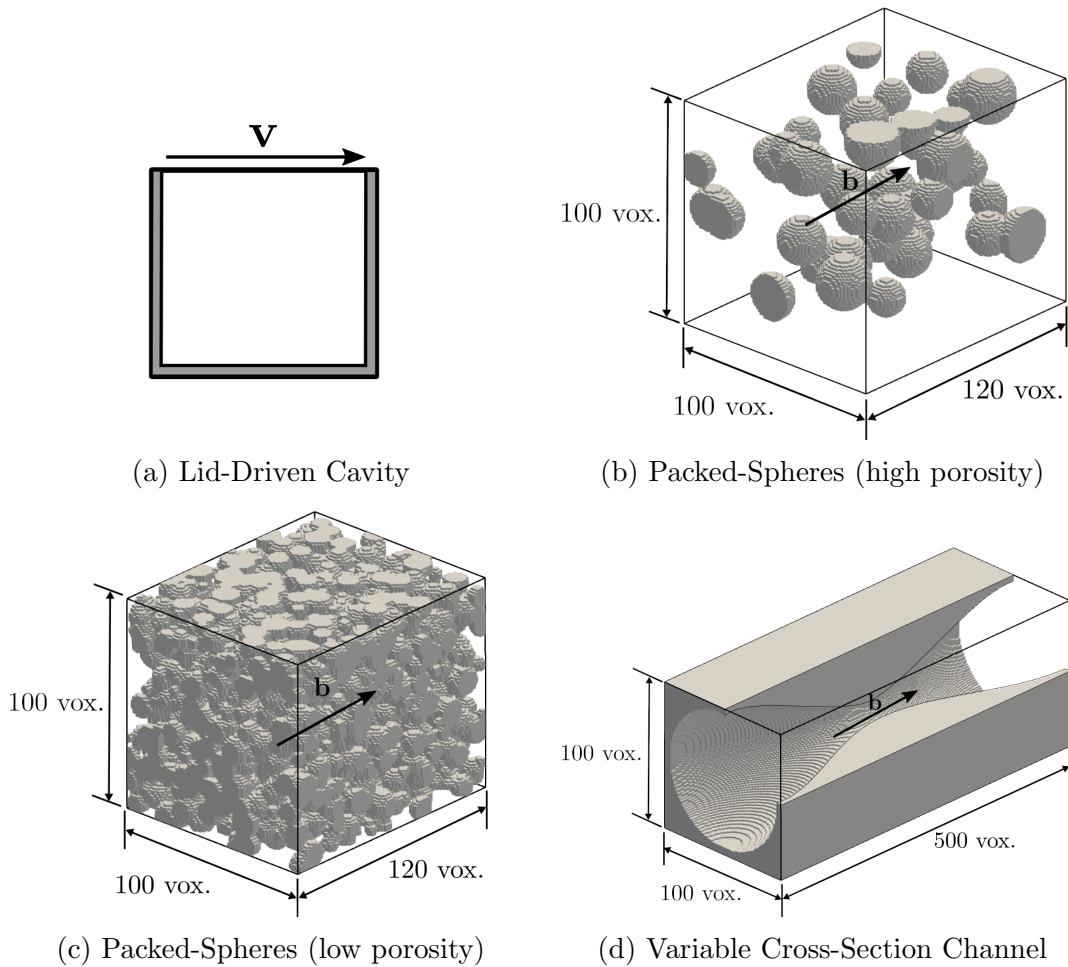 v
(a) Lid-Driven Cavity
100 vox.
b
100 vox.
120 vox.
(b) Packed-Spheres (high porosity)
100 vox.
b
100 vox.
120 vox.
(c) Packed-Spheres (low porosity)
100 vox.
b
100 vox.
500 vox.
(d) Variable Cross-Section Channel